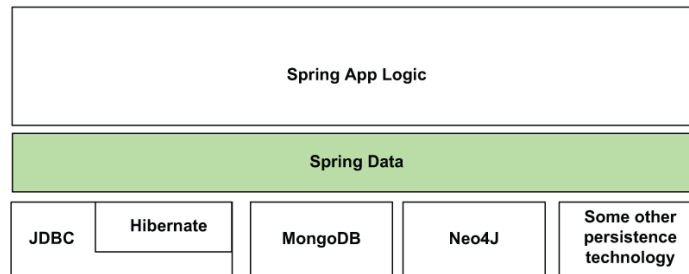 Spring App Logic
Spring Data
JDBC
Hibernate
MongoDB
Neo4J
Some other
persistence
technology